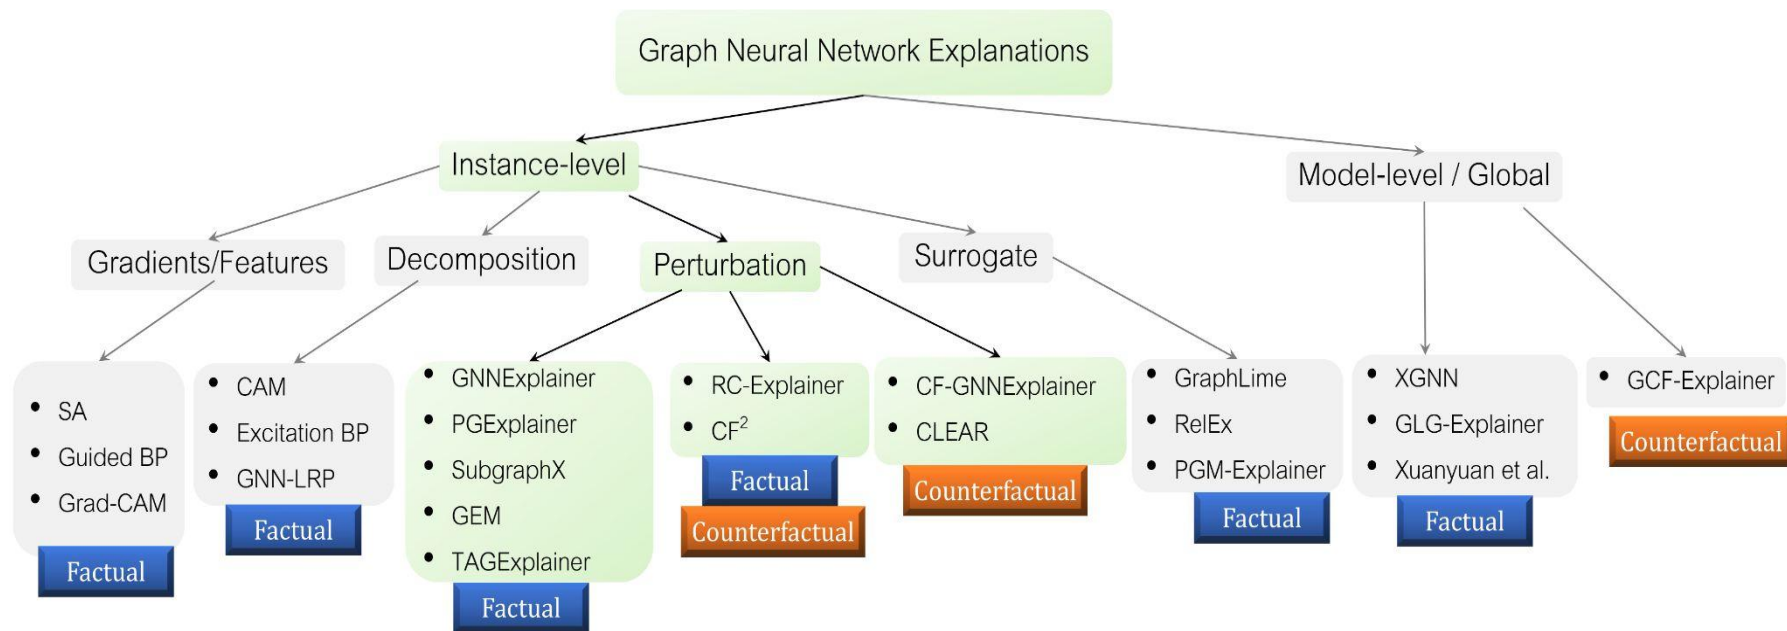 Graph Neural Network Explanations
Instance-level
Model-level / Global
Gradients/Features
Decomposition
Perturbation
Surrogate
• SA
• Guided BP
• Grad-CAM
Factual
• CAM
• Excitation BP
• GNN-LRP
Factual
• GNNExplainer
• PGExplainer
• SubgraphX
• GEM
• TAGExplainer
Factual
• RC-Explainer
• CF²
Factual
Counterfactual
• CF-GNNExplainer
• CLEAR
Counterfactual
• GraphLime
• RelEx
• PGM-Explainer
Factual
• XGNN
• GLG-Explainer
• Xuanyuan et al.
Factual
• GCF-Explainer
Counterfactual